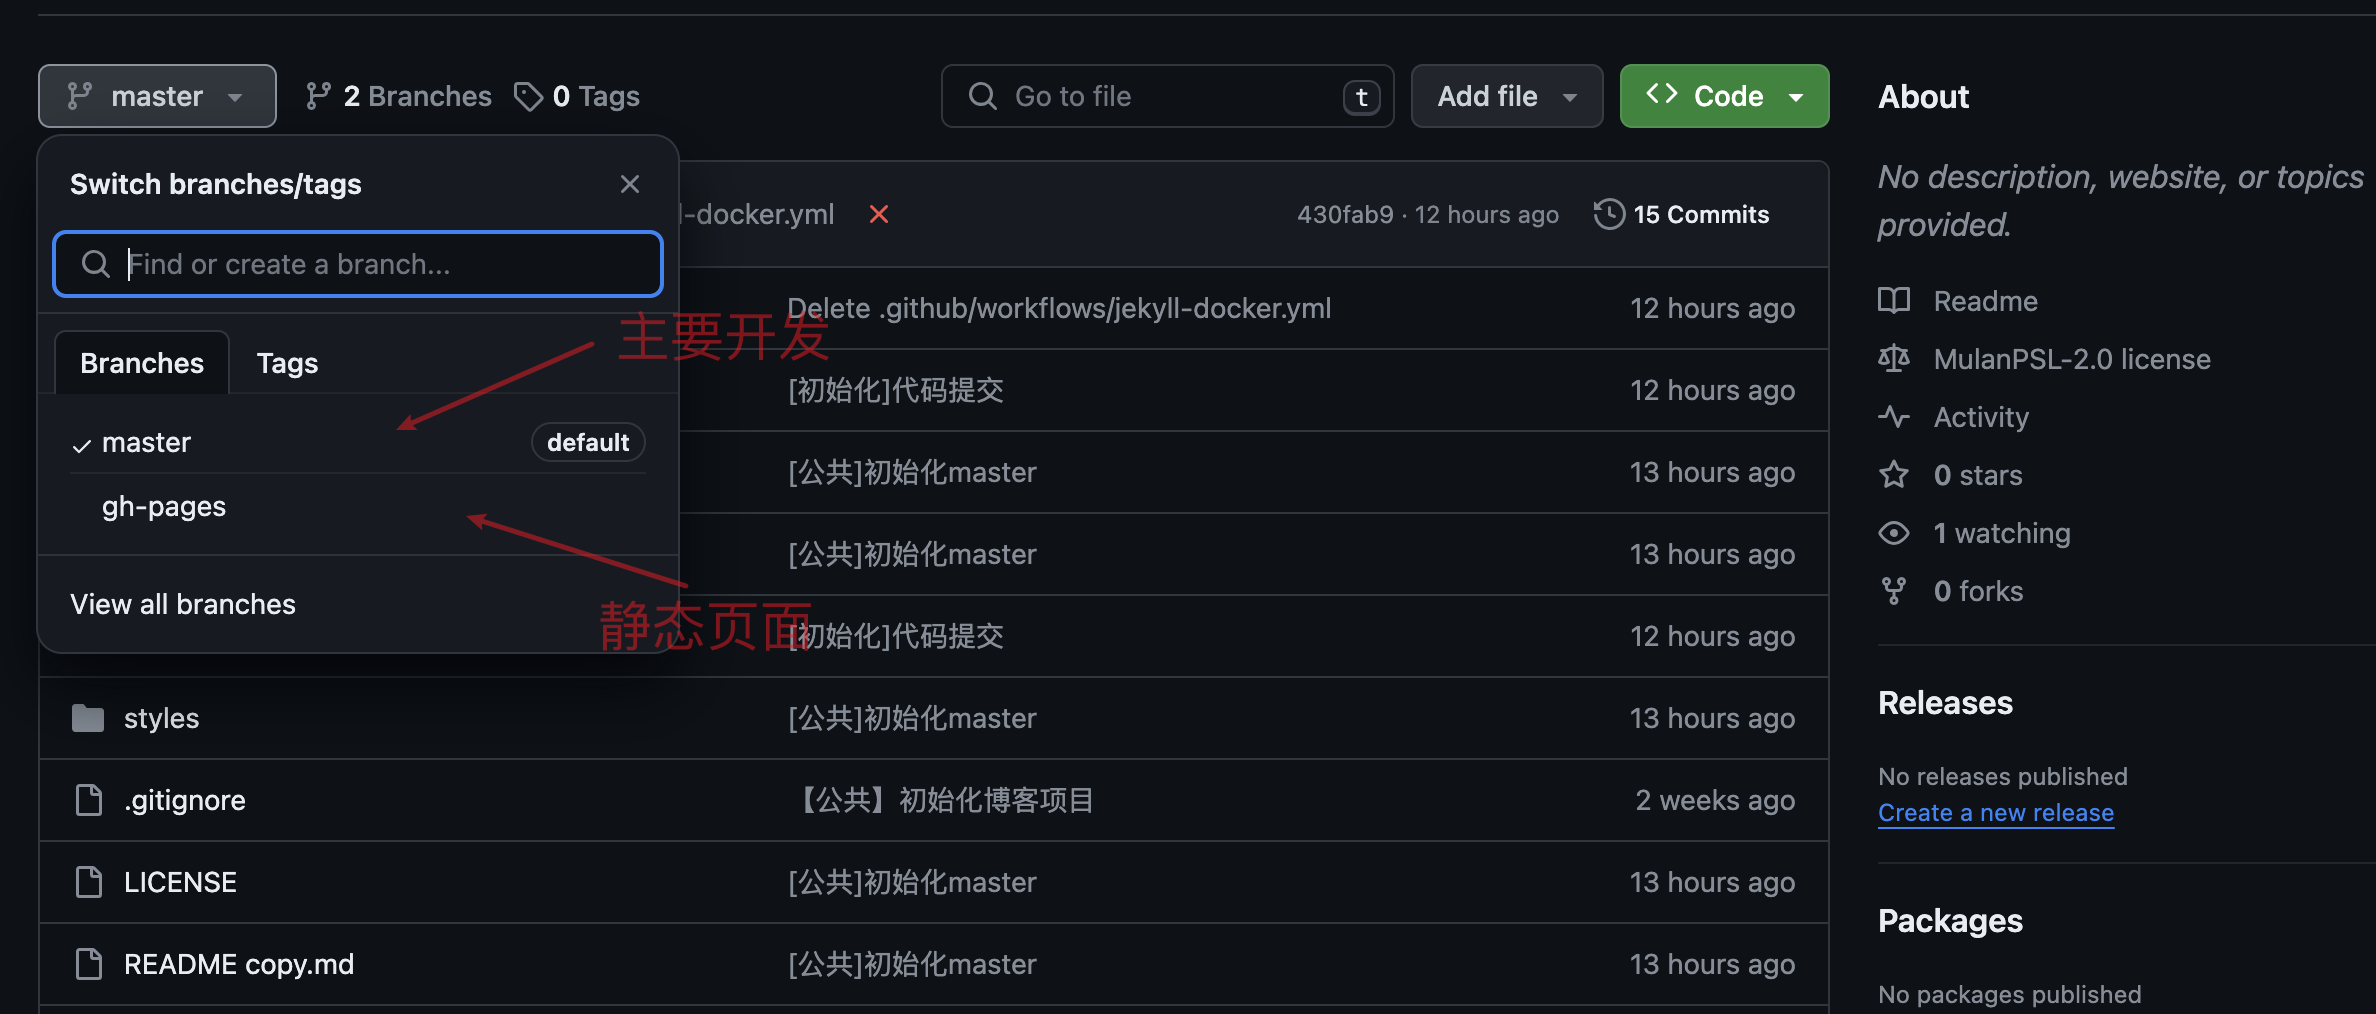 master
2 Branches
0 Tags
Go to file
t
Add file
Code
Switch branches/tags
Find or create a branch...
Branches
Tags
master
default
gh-pages
View all branches
主要开发
静态页面
l-docker.yml
430fab9 · 12 hours ago
15 Commits
Delete .github/workflows/jekyll-docker.yml
12 hours ago
[初始化]代码提交
12 hours ago
[公共]初始化master
13 hours ago
[公共]初始化master
13 hours ago
[初始化]代码提交
12 hours ago
styles
[公共]初始化master
13 hours ago
.gitignore
【公共】初始化博客项目
2 weeks ago
LICENSE
[公共]初始化master
13 hours ago
README copy.md
[公共]初始化master
13 hours ago
About
No description, website, or topics
provided.
Readme
MulanPSL-2.0 license
Activity
0 stars
1 watching
0 forks
Releases
No releases published
Create a new release
Packages
No packages published